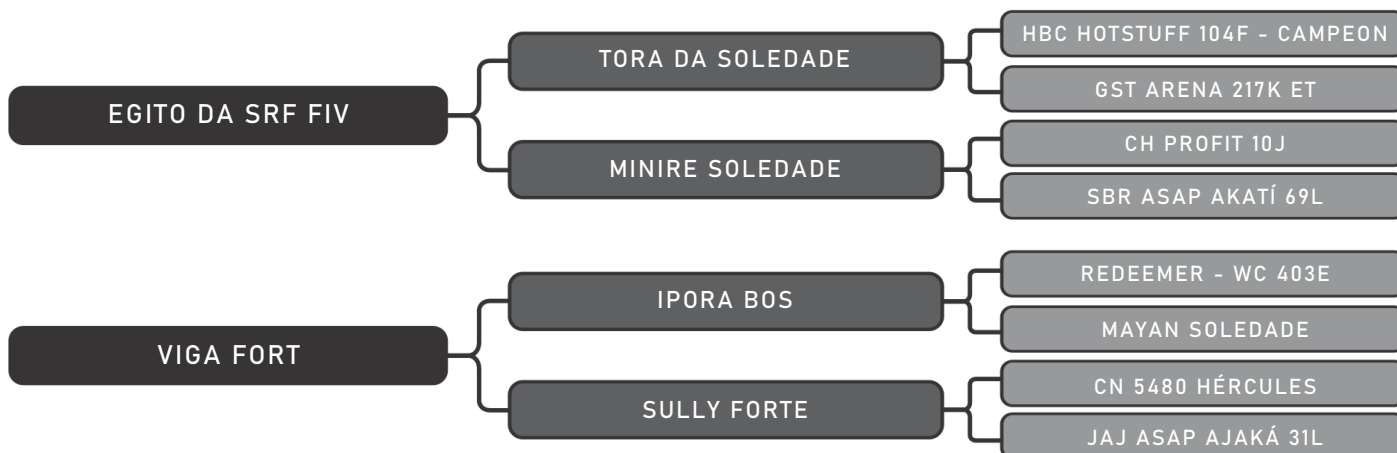 EGITO DA SRF FIV
TORA DA SOLEDADE
HBC HOTSTUFF 104F - CAMPEON
GST ARENA 217K ET
MINIRE SOLEDADE
CH PROFIT 10J
SBR ASAP AKATÍ 69L
VIGA FORT
IPORA BOS
REDEEMER - WC 403E
MAYAN SOLEDADE
SULLY FORTE
CN 5480 HÉRCULES
JAJ ASAP AJAKÁ 31L